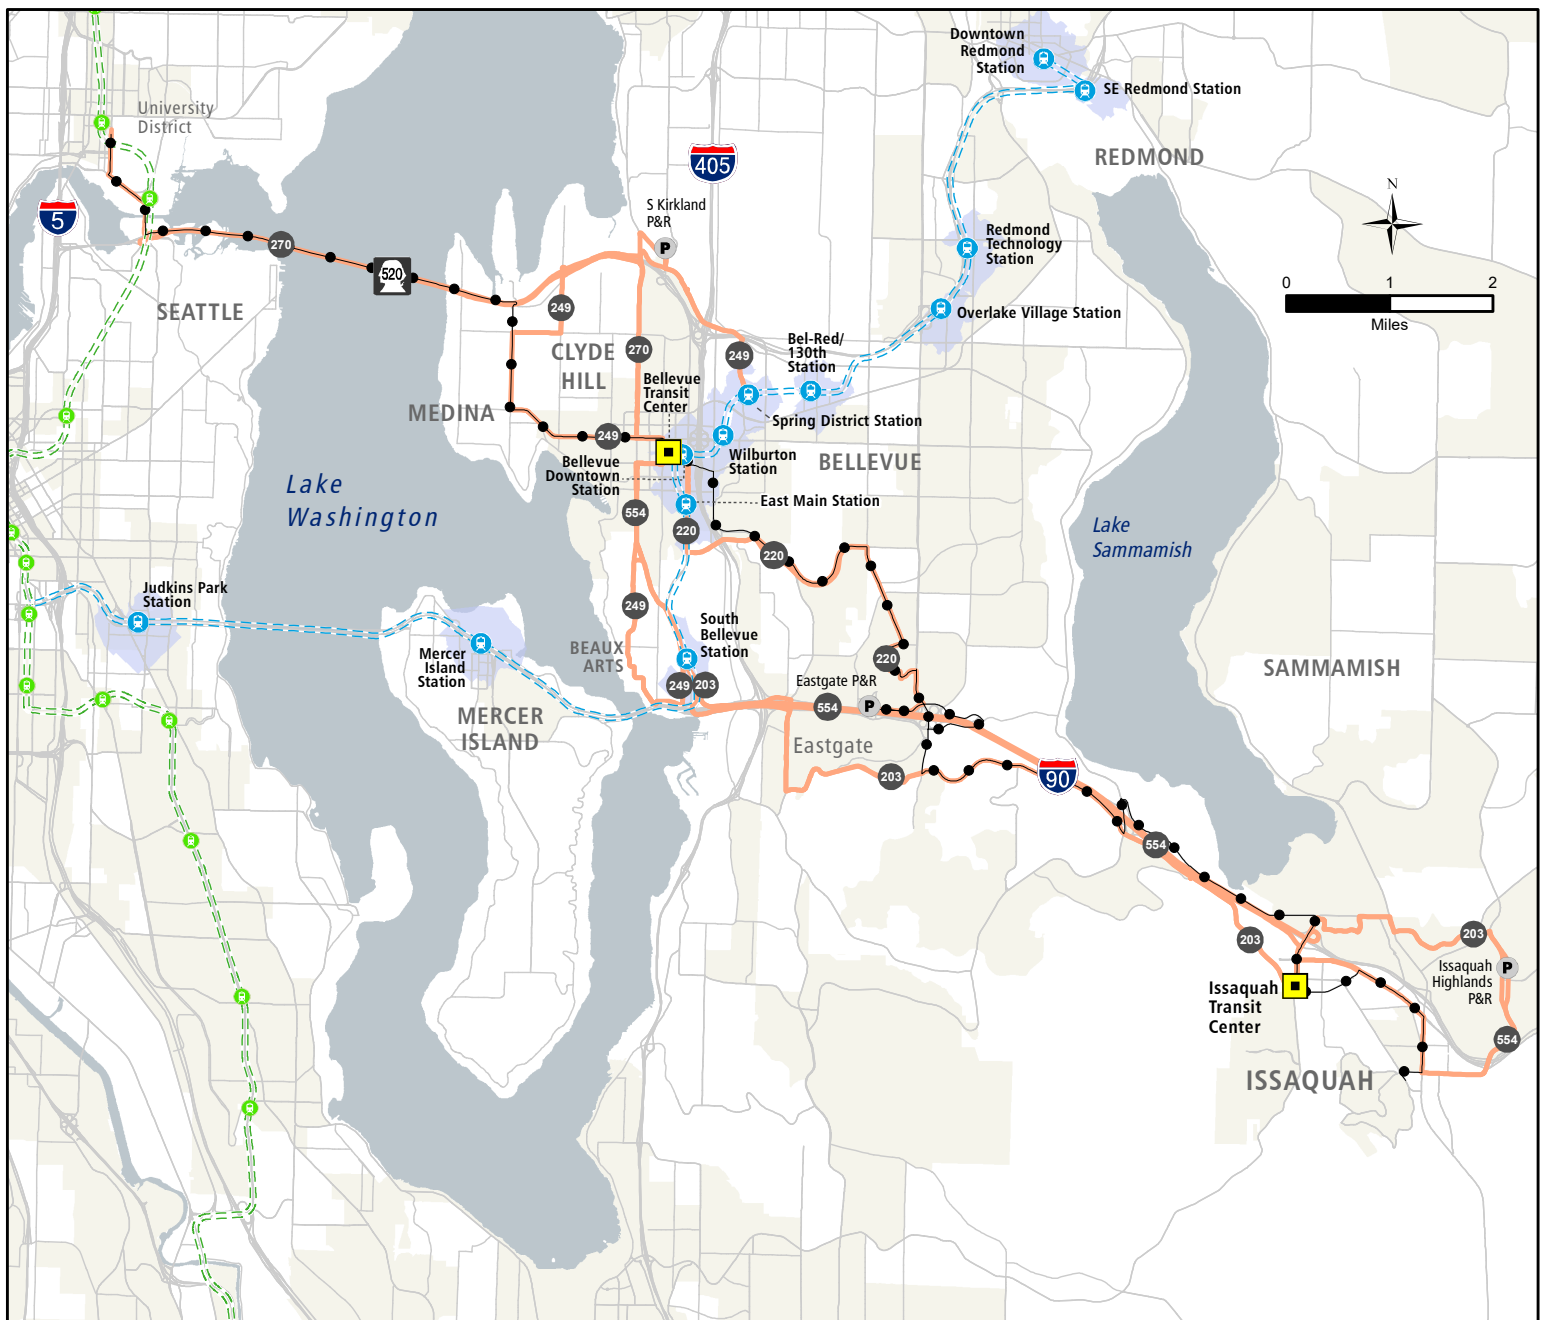 Downtown
Redmond
Station
SE Redmond Station
University
District
405
REDMOND
5
S Kirkland
P&R
P
N
270
520
Redmond
Technology
Station
0 1 2
Miles
SEATTLE
249
Overlake Village Station
CLYDE
HILL
270
249
Bel-Red/
130th
Station
Bellevue
Transit
Center
MEDINA
Spring District Station
249
Wilburton
Station
BELLEVUE
Bellevue
Downtown
Station
East Main Station
Lake
Washington
554
220
220
Lake
Sammamish
Judkins Park
Station
249
South
Bellevue
Station
BEAUX
ARTS
Mercer
Island
Station
220
SAMMAMISH
249
203
Eastgate P&R
P
554
MERCER
ISLAND
Eastgate
203
90
554
203
203
Issaquah
Highlands
P&R
P
Issaquah
Transit
Center
554
ISSAQUAH